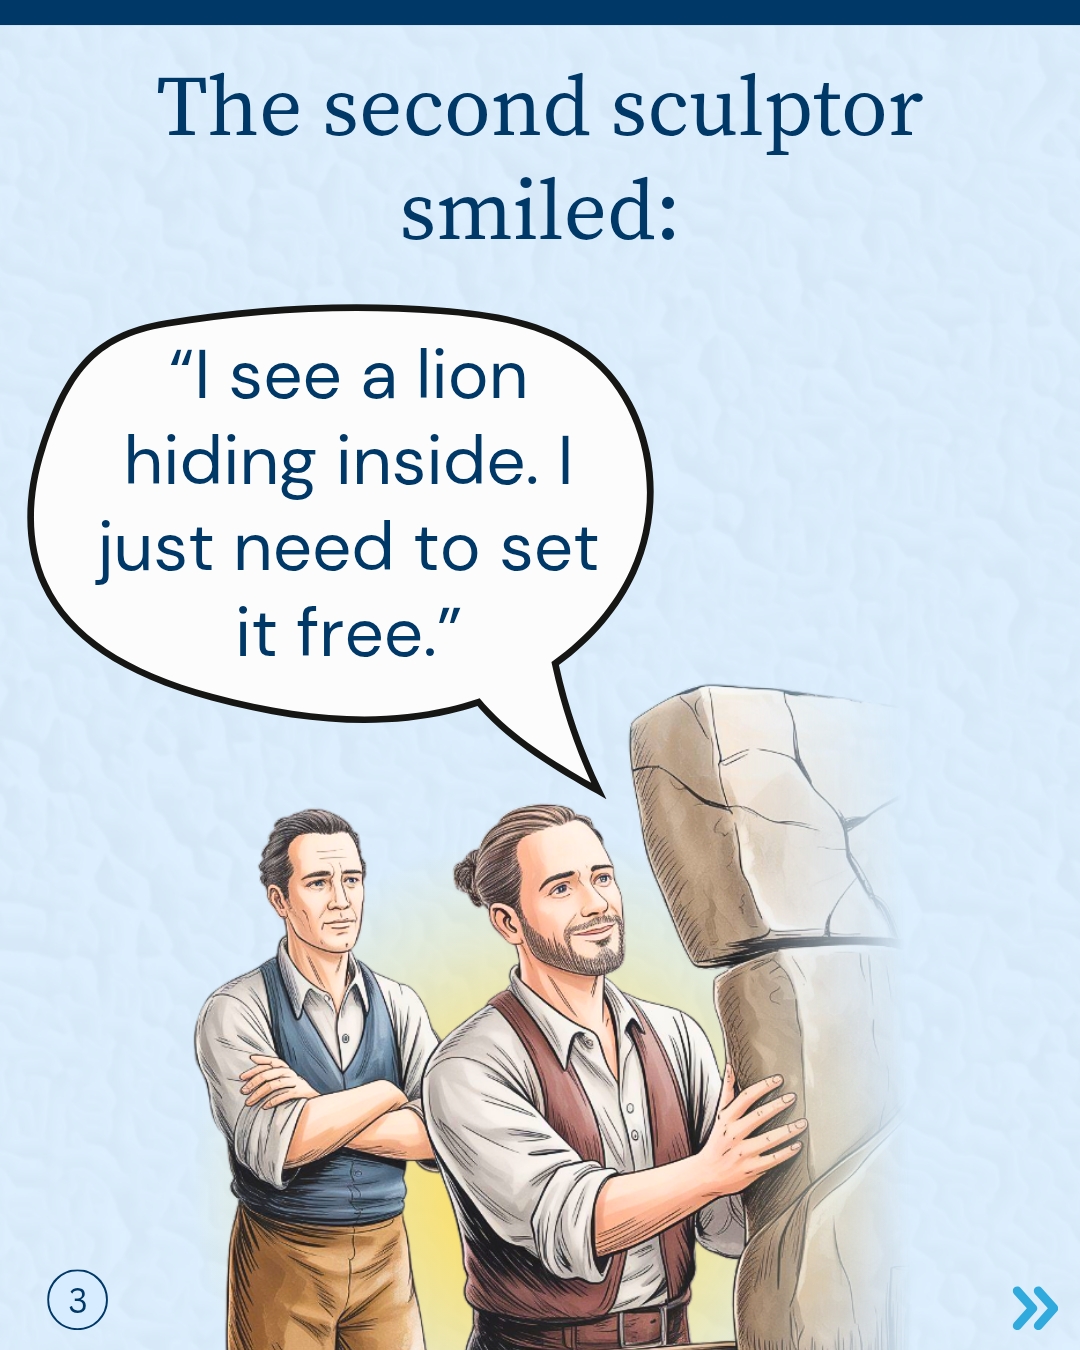 The second sculptor
smiled:
“I see a lion
hiding inside. I
just need to set
it free.”
3